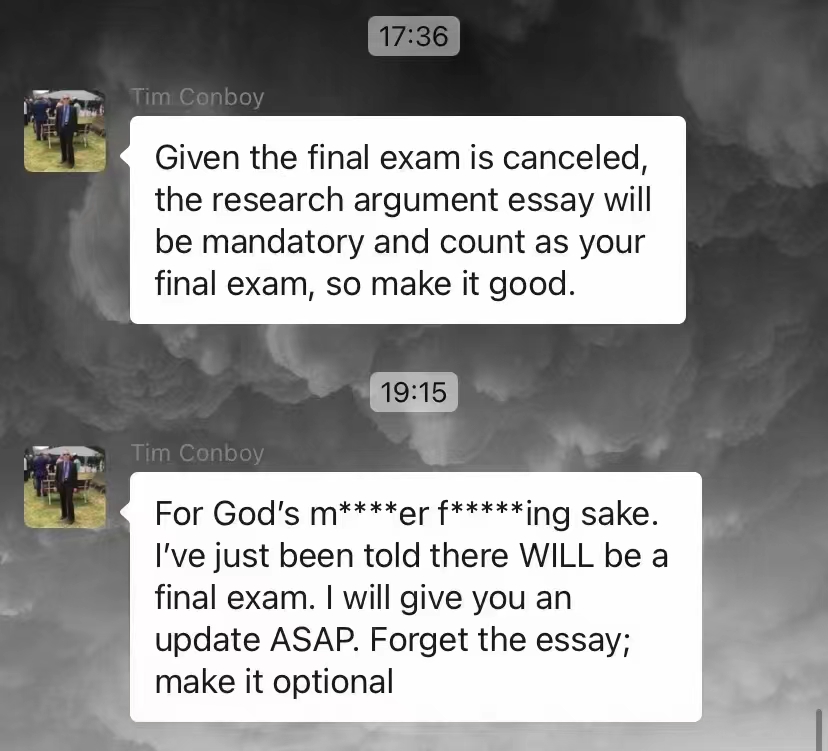 17:36
Tim Conboy
Given the final exam is canceled,
the research argument essay will
be mandatory and count as your
final exam, so make it good.
19:15
Tim Conboy
For God’s m****er f*****ing sake.
I’ve just been told there WILL be a
final exam. I will give you an
update ASAP. Forget the essay;
make it optional